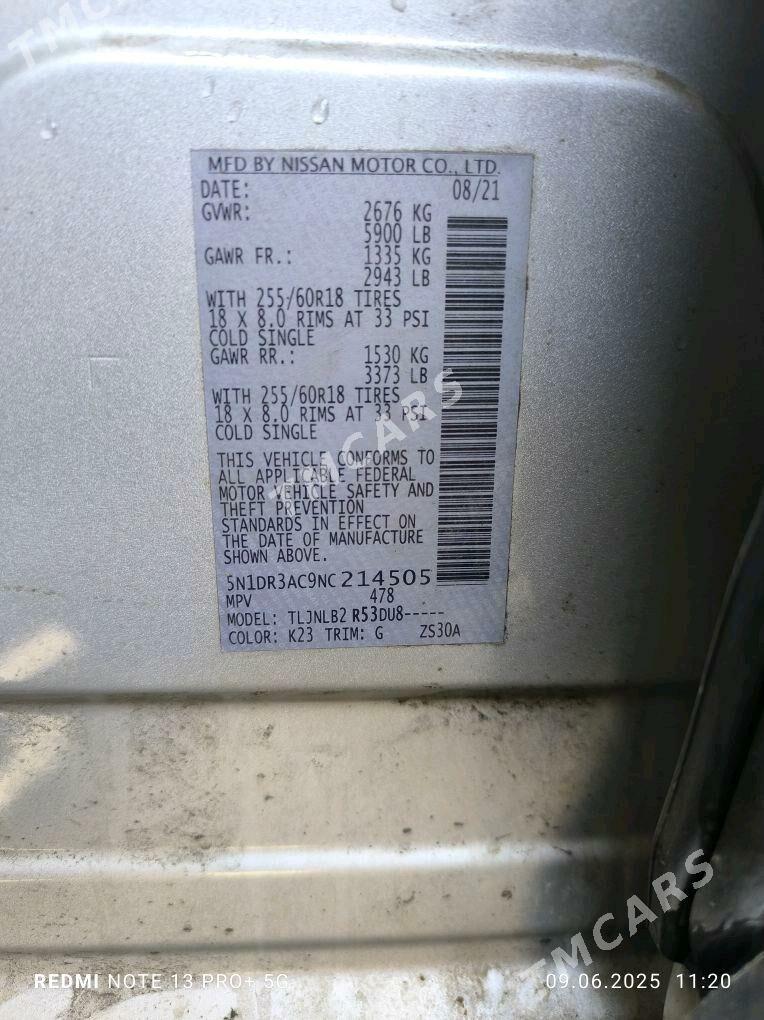 TMCARS
MFD BY NISSAN MOTOR CO., LTD.
DATE: 08/21
GVWR: 2676 KG
5900 LB
GAWR FR.: 1335 KG
2943 LB
WITH 255/60R18 TIRES
18 X 8.0 RIMS AT 33 PSI
COLD SINGLE
GAWR RR.: 1530 KG
3373 LB
WITH 255/60R18 TIRES
18 X 8.0 RIMS AT 33 PSI
COLD SINGLE
TMCARS
THIS VEHICLE CONFORMS TO
ALL APPLICABLE FEDERAL
MOTOR VEHICLE SAFETY AND
THEFT PREVENTION
STANDARDS IN EFFECT ON
THE DATE OF MANUFACTURE
SHOWN ABOVE.
5N1DR3AC9NC214505
MPV 478
MODEL: TLJNLB2 R53DU8-----
COLOR: K23 TRIM: G ZS30A
TMCARS
REDMI NOTE 13 PRO+ 5G 09.06.2025 11:20